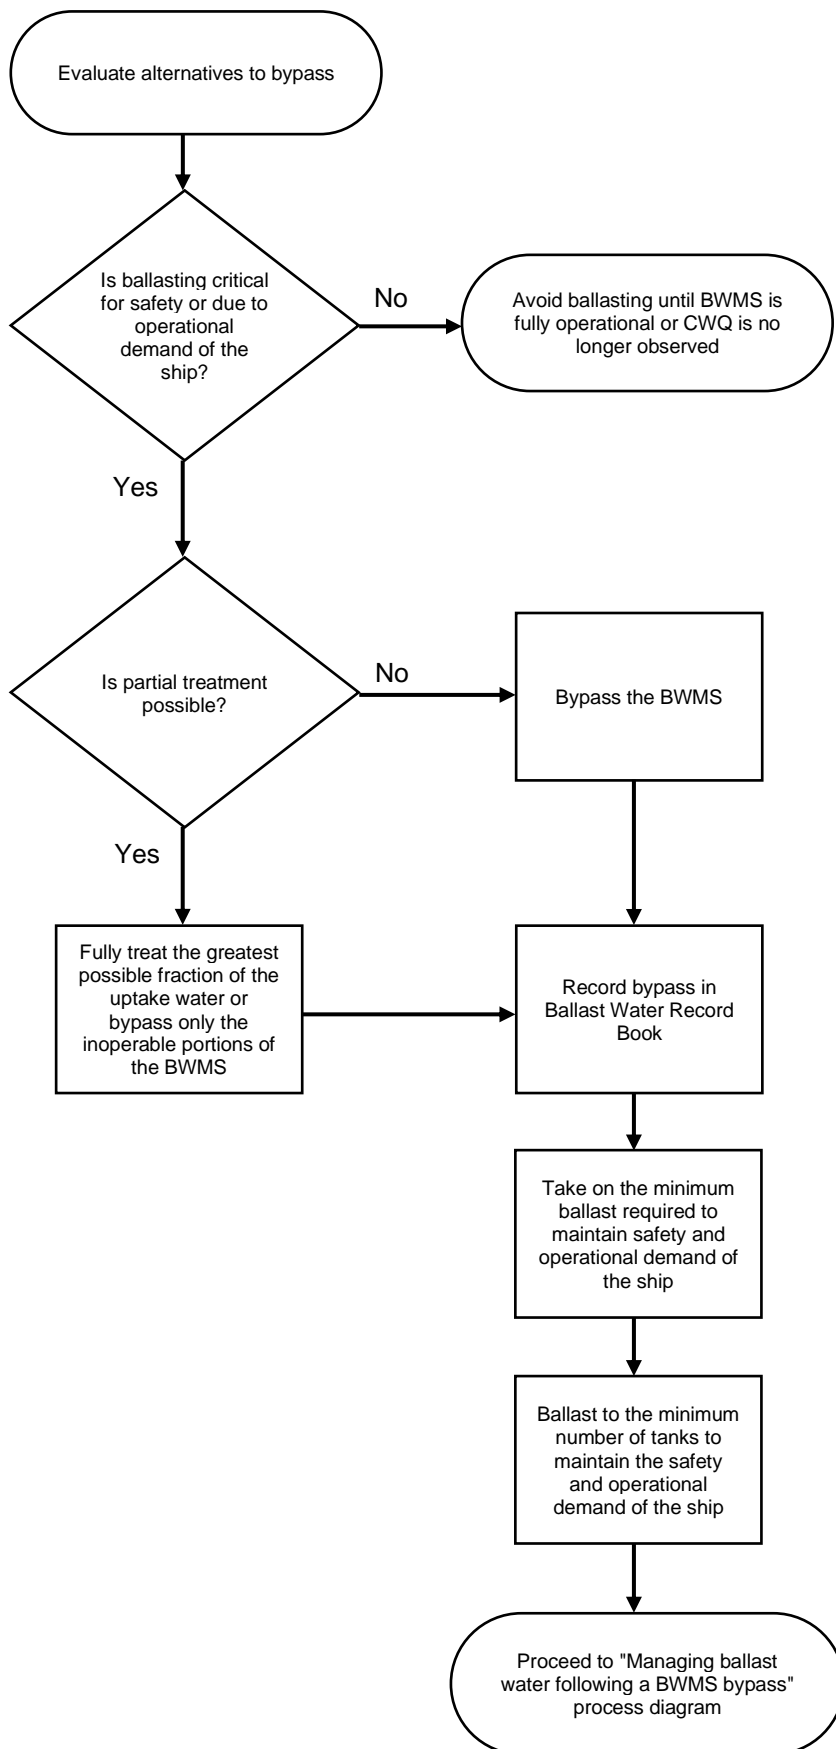 Evaluate alternatives to bypass
Is ballasting critical
for safety or due to
operational
demand of the
ship?
No
Avoid ballasting until BWMS is
fully operational or CWQ is no
longer observed
Yes
Is partial treatment
possible?
No
Bypass the BWMS
Yes
Fully treat the greatest
possible fraction of the
uptake water or
bypass only the
inoperable portions of
the BWMS
Record bypass in
Ballast Water Record
Book
Take on the minimum
ballast required to
maintain safety and
operational demand of
the ship
Ballast to the minimum
number of tanks to
maintain the safety
and operational
demand of the ship
Proceed to "Managing ballast
water following a BWMS bypass"
process diagram